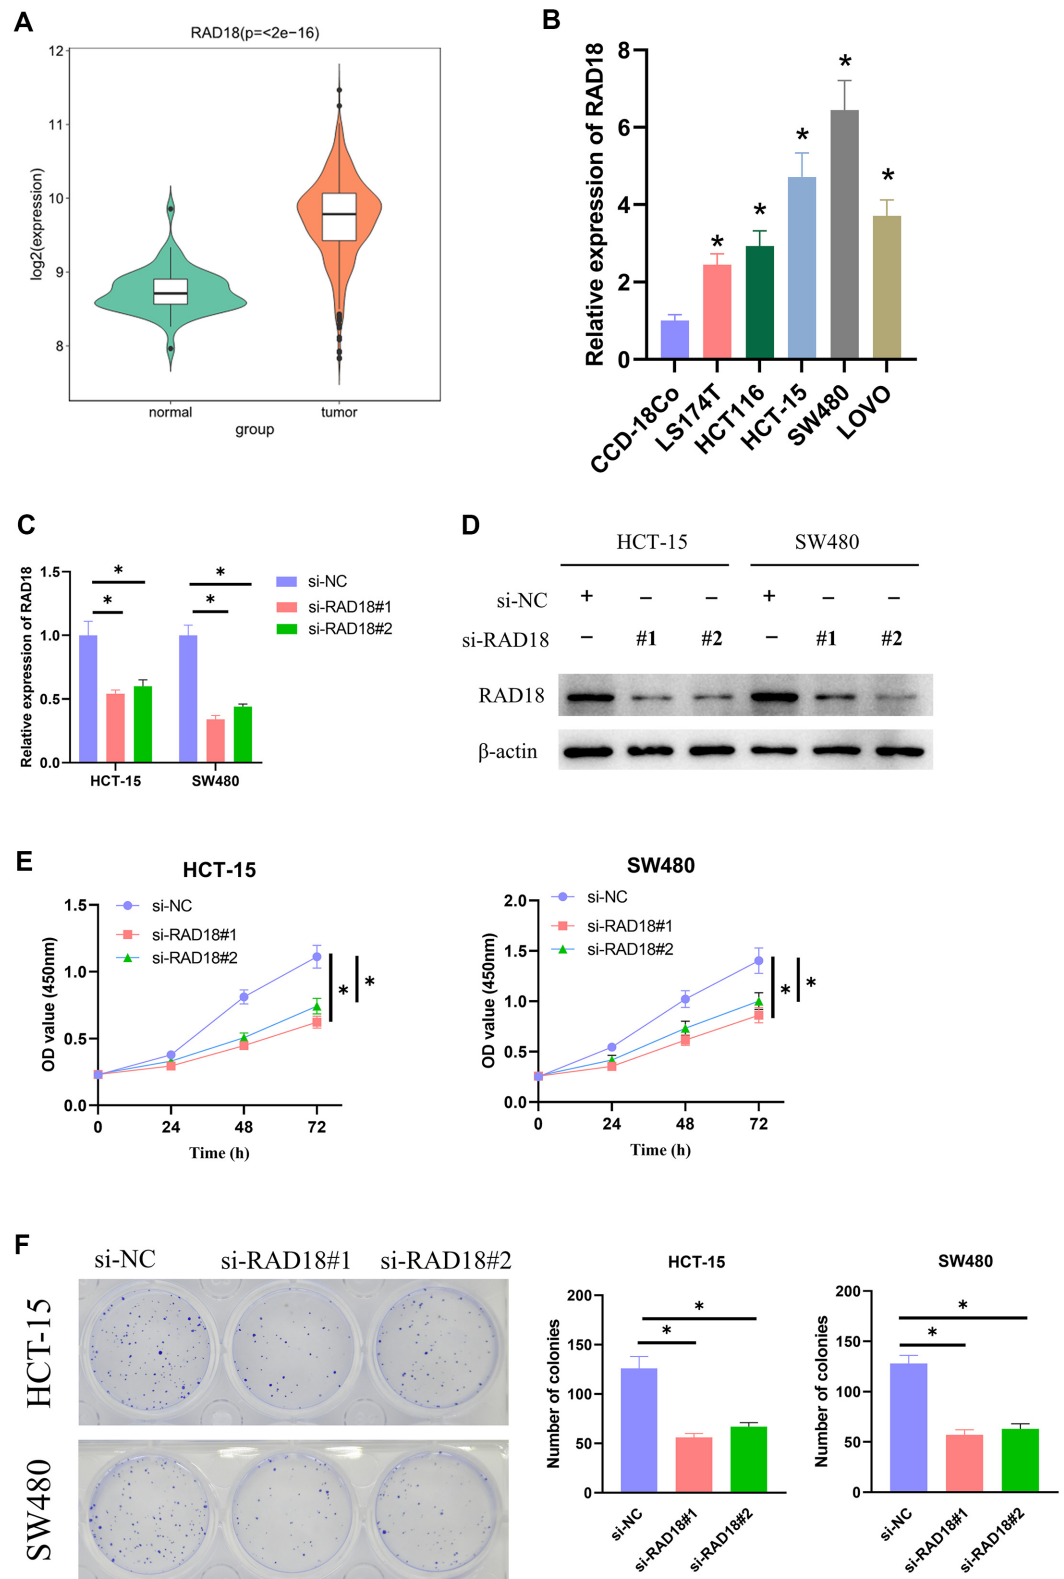 A
RAD18(p=<2e−16)
12
11
10
9
8
log2(expression)
normal
tumor
group
B
Relative expression of RAD18
8
6
4
2
0
*
*
*
*
*
CCD-18Co
LS174T
HCT116
HCT-15
SW480
LOVO
C
Relative expression of RAD18
1.5
1.0
0.5
0.0
*
*
*
*
HCT-15
SW480
si-NC
si-RAD18#1
si-RAD18#2
D
HCT-15 SW480
si-NC + − − + − −
si-RAD18 − #1 #2 − #1 #2
RAD18
β-actin
E
HCT-15
OD value (450nm)
1.5
1.0
0.5
0.0
si-NC
si-RAD18#1
si-RAD18#2
*
*
0 24 48 72
Time (h)
SW480
OD value (450nm)
2.0
1.5
1.0
0.5
0.0
si-NC
si-RAD18#1
si-RAD18#2
*
*
0 24 48 72
Time (h)
F
si-NC si-RAD18#1 si-RAD18#2
HCT-15
SW480
HCT-15
Number of colonies
200
150
100
50
0
*
*
si-NC
si-RAD18#1
si-RAD18#2
SW480
Number of colonies
200
150
100
50
0
*
*
si-NC
si-RAD18#1
si-RAD18#2